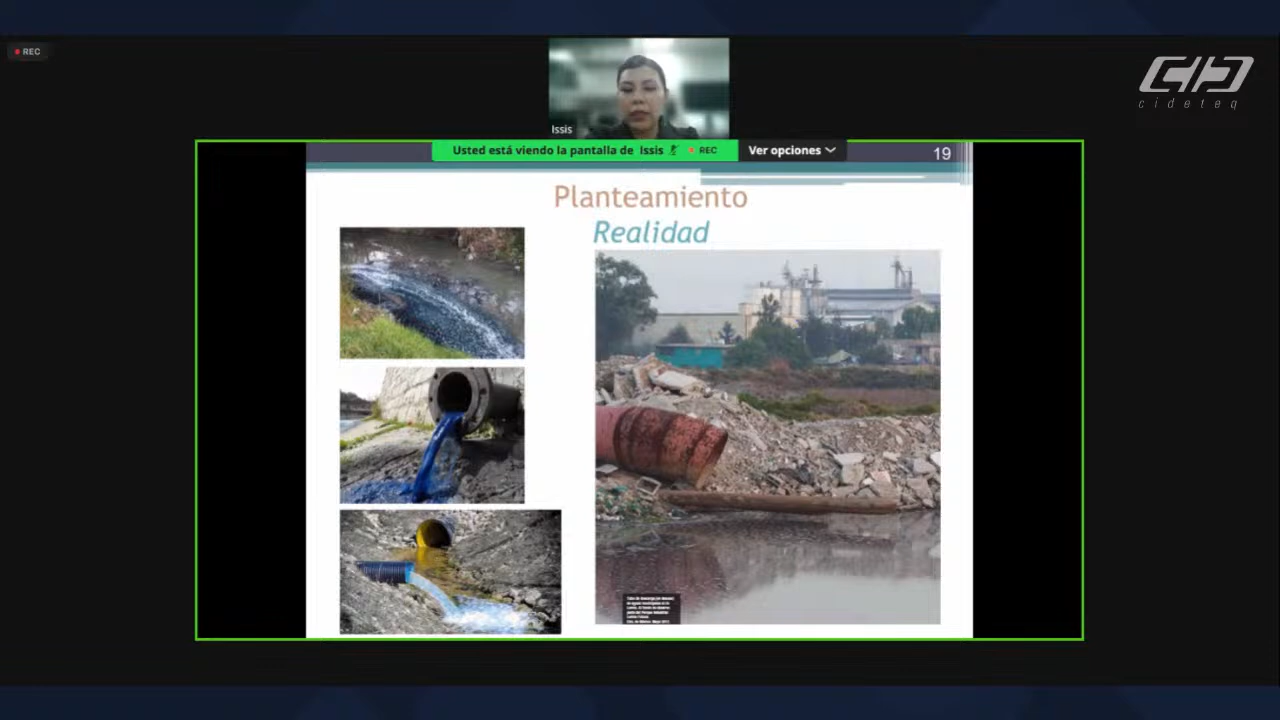 REC
cideteq
Issis
Usted está viendo la pantalla de Issis
REC
Ver opciones
19
Planteamiento
Realidad